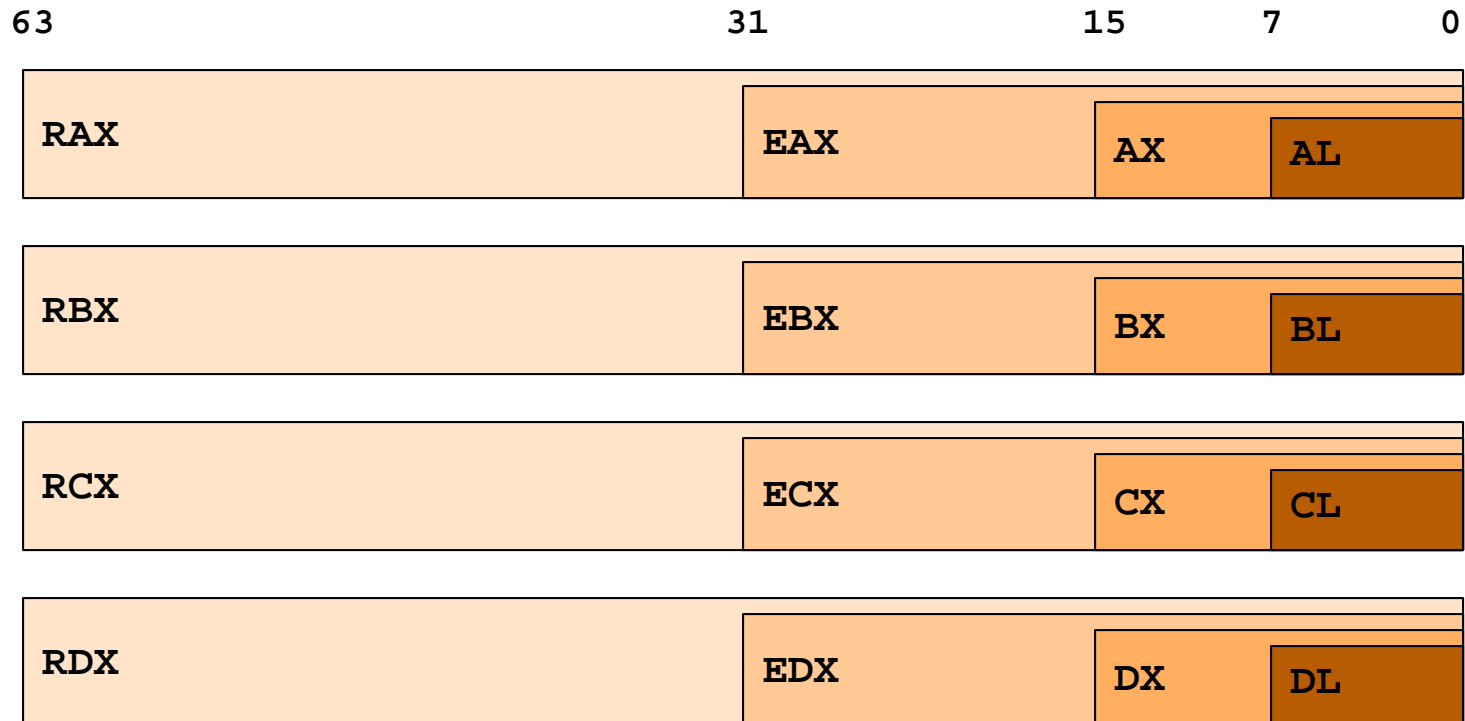 63 31 15 7 0
RAX EAX AX AL
RBX EBX BX BL
RCX ECX CX CL
RDX EDX DX DL